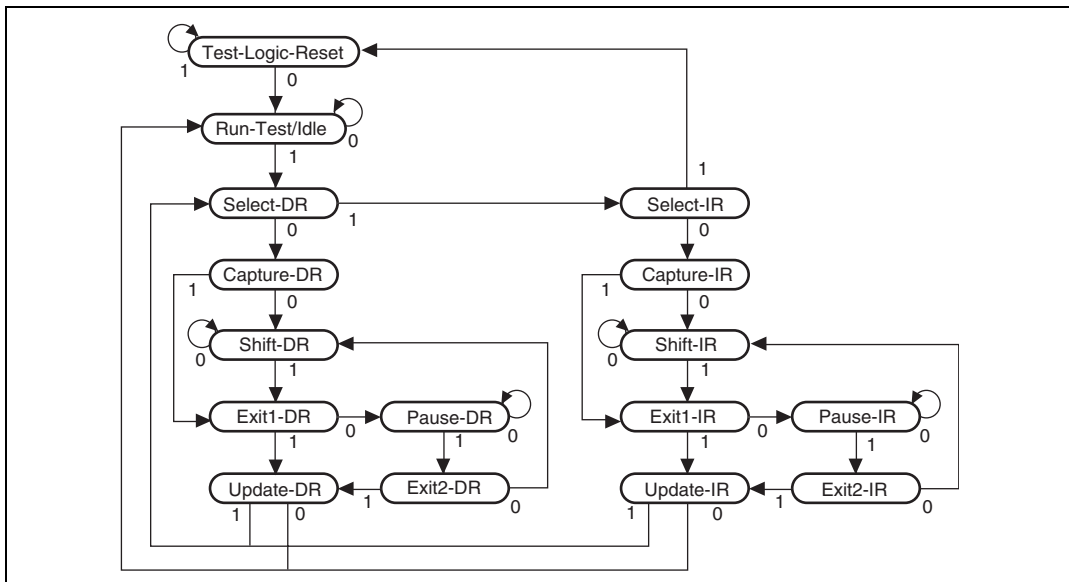 Test-Logic-Reset
1
0
Run-Test/Idle
0
1
1
Select-DR
1
Select-IR
0
0
Capture-DR
Capture-IR
1
0
1
0
Shift-DR
Shift-IR
0
1
0
1
Exit1-DR
0
Pause-DR
0
Exit1-IR
0
Pause-IR
0
1
1
1
1
Update-DR
1
Exit2-DR
0
Update-IR
1
Exit2-IR
0
1
0
1
0